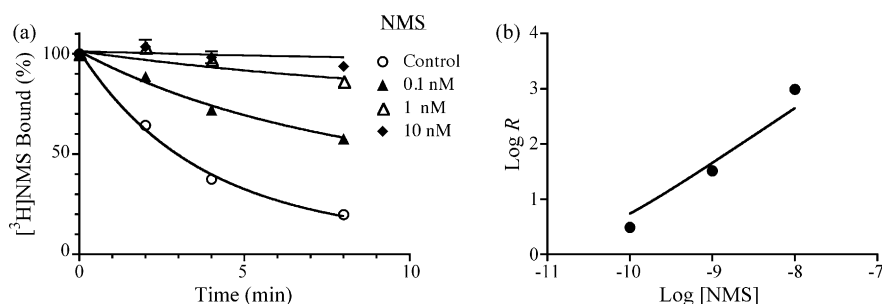 (a)
[³H]NMS Bound (%)
100
50
0
0
5
10
Time (min)
NMS
Control
0.1 nM
1 nM
10 nM
(b)
Log R
4
3
2
1
0
-11
-10
-9
-8
-7
Log [NMS]